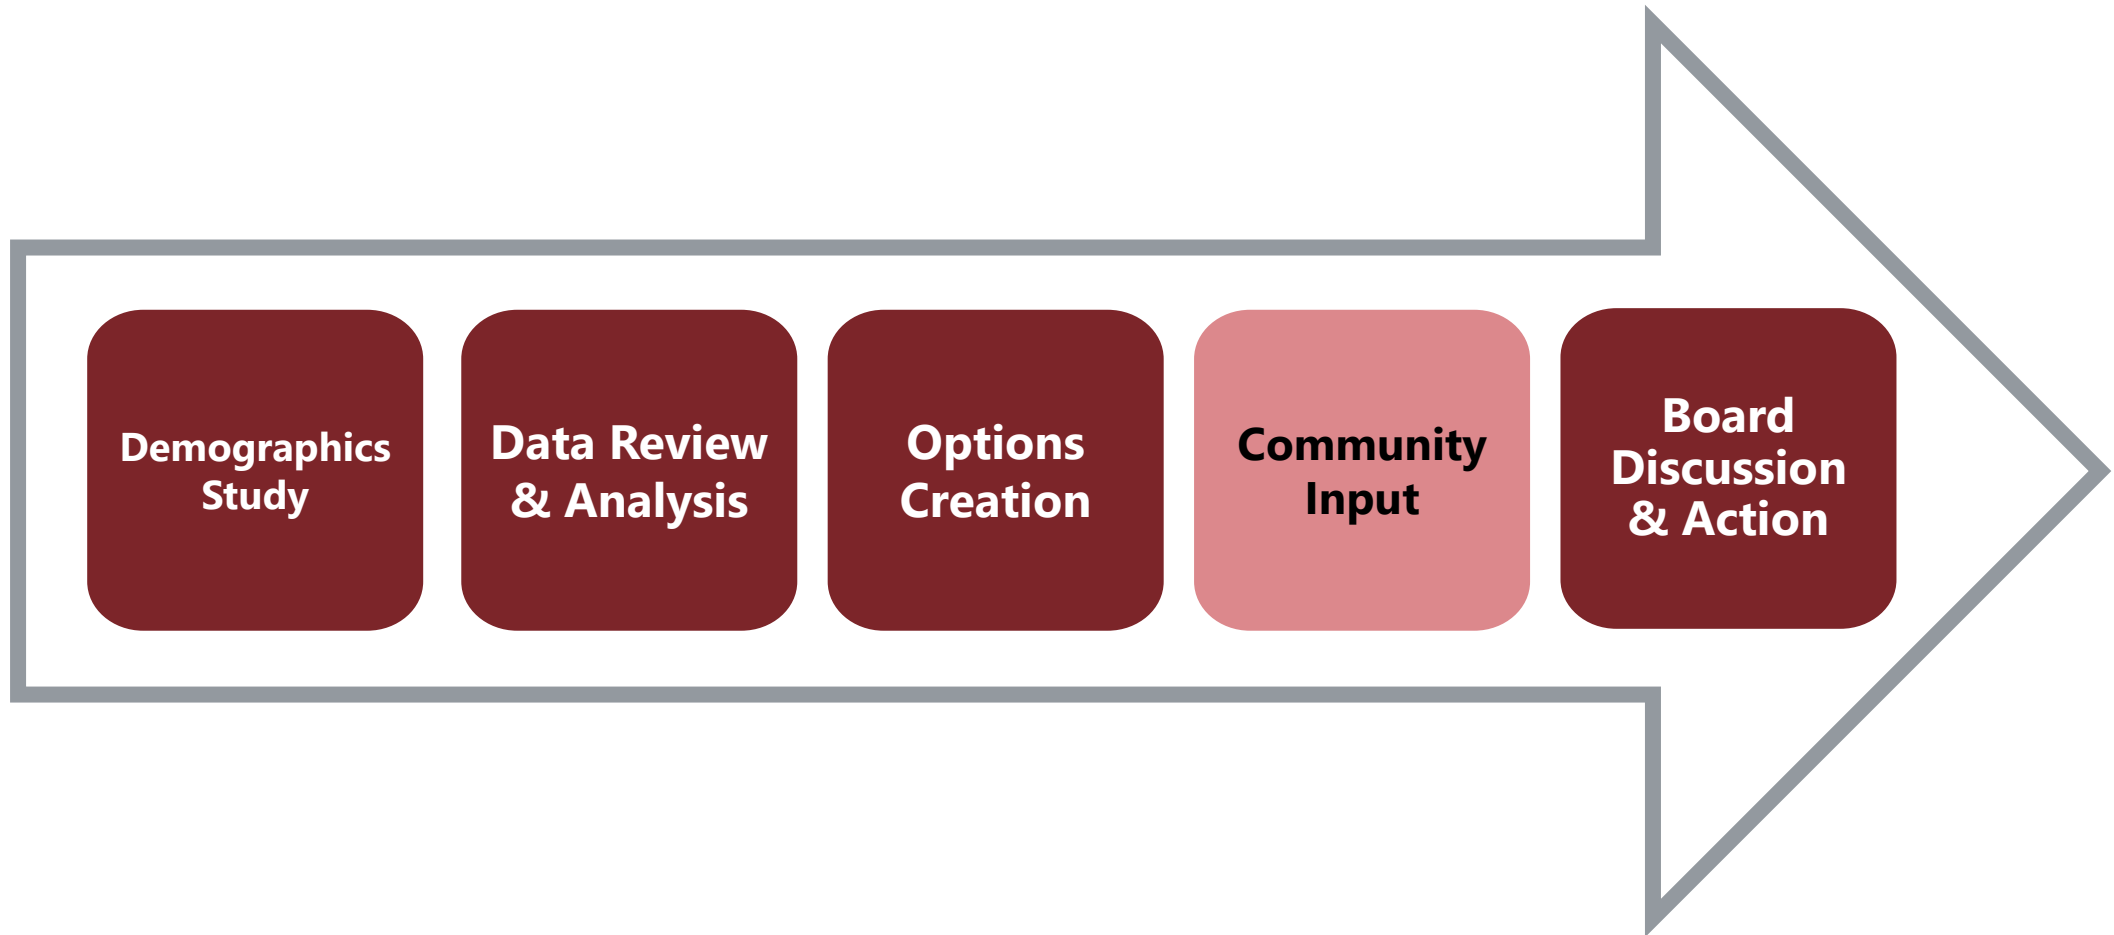 Demographics
Study
Data Review
& Analysis
Options
Creation
Community
Input
Board
Discussion
& Action